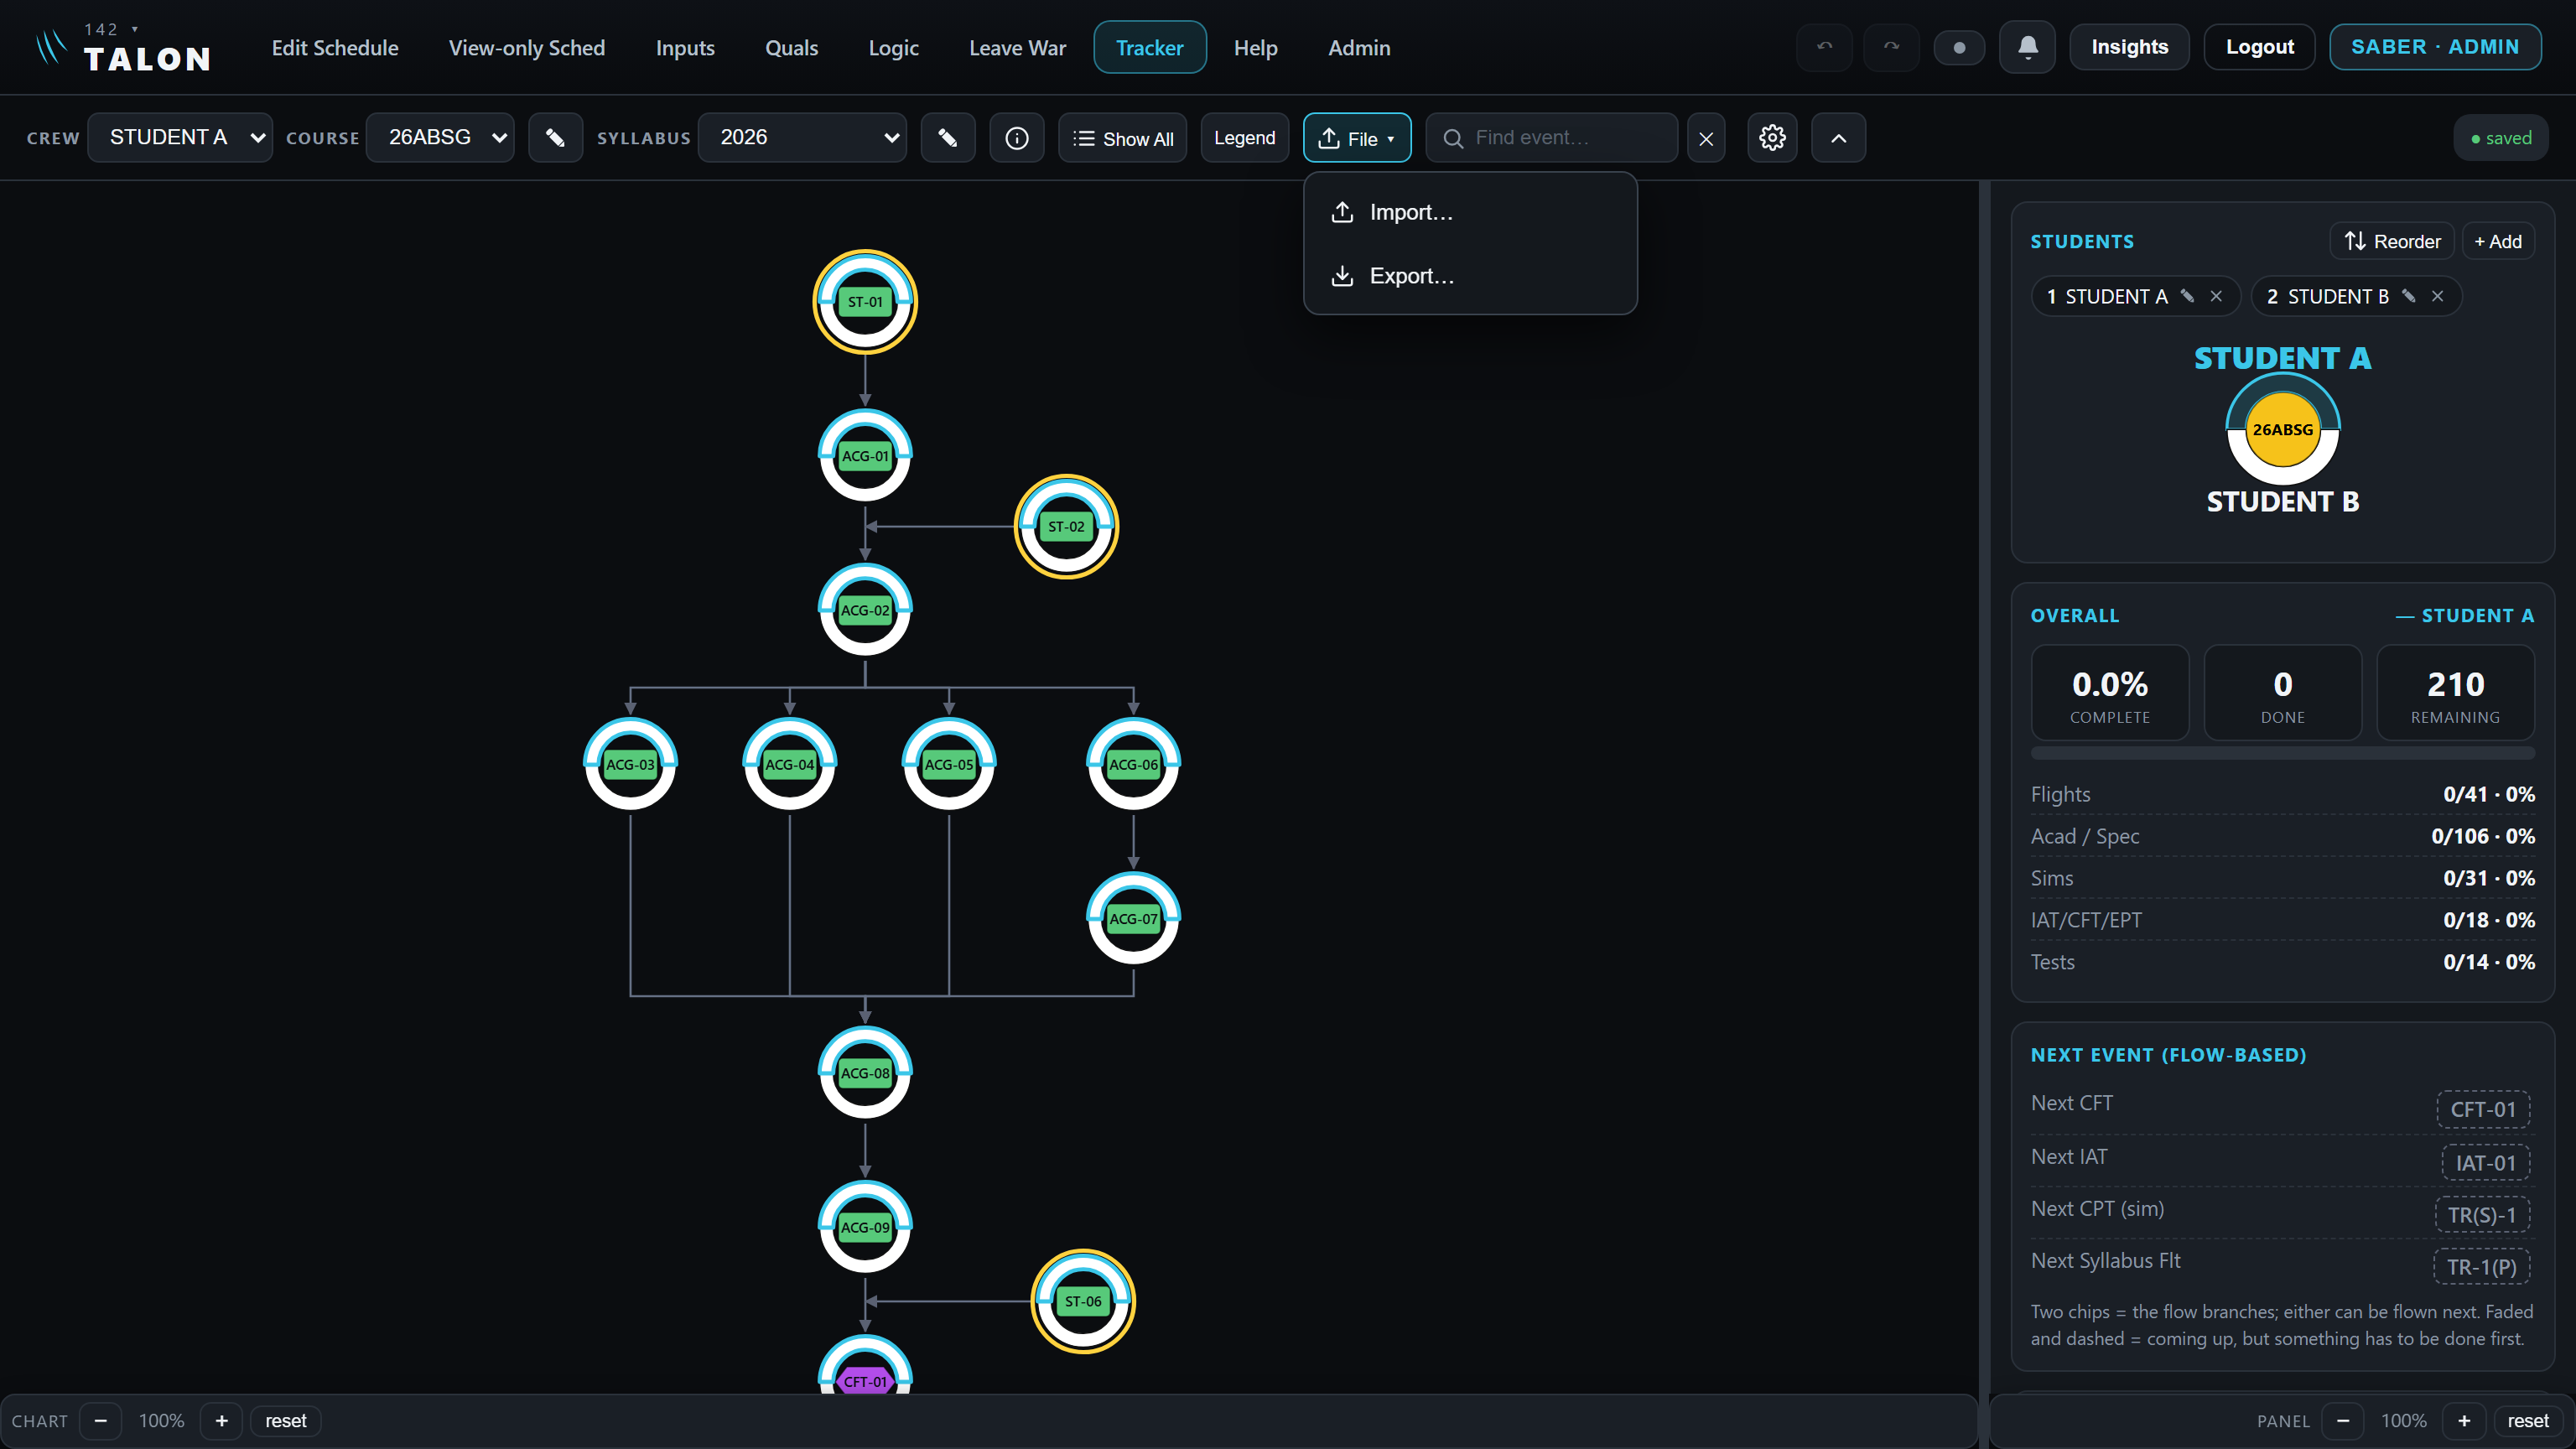 142 ▾
TALON
Edit Schedule
View-only Sched
Inputs
Quals
Logic
Leave War
Tracker
Help
Admin
Insights
Logout
SABER · ADMIN
CREW
STUDENT A
COURSE
26ABSG
SYLLABUS
2026
Show All
Legend
File ▾
Find event…
saved
Import…
Export…
ST-01
ACG-01
ST-02
ACG-02
ACG-03
ACG-04
ACG-05
ACG-06
ACG-07
ACG-08
ACG-09
ST-06
CFT-01
STUDENTS
Reorder
+ Add
1 STUDENT A
2 STUDENT B
STUDENT A
26ABSG
STUDENT B
OVERALL
— STUDENT A
0.0%
COMPLETE
0
DONE
210
REMAINING
Flights 0/41 · 0%
Acad / Spec 0/106 · 0%
Sims 0/31 · 0%
IAT/CFT/EPT 0/18 · 0%
Tests 0/14 · 0%
NEXT EVENT (FLOW-BASED)
Next CFT CFT-01
Next IAT IAT-01
Next CPT (sim) TR(S)-1
Next Syllabus Flt TR-1(P)
Two chips = the flow branches; either can be flown next. Faded
and dashed = coming up, but something has to be done first.
CHART − 100% + reset
PANEL − 100% + reset